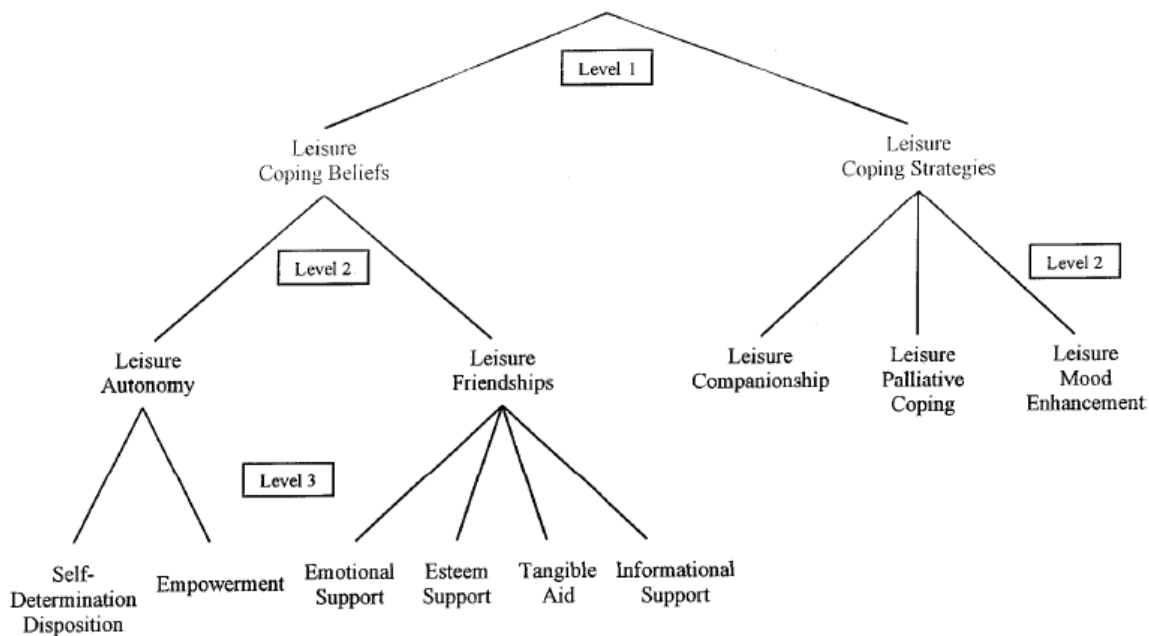 Level 1
Leisure
Coping Beliefs
Leisure
Coping Strategies
Level 2
Level 2
Leisure
Autonomy
Leisure
Friendships
Leisure
Companionship
Leisure
Palliative
Coping
Leisure
Mood
Enhancement
Level 3
Self-
Determination
Disposition
Empowerment
Emotional
Support
Esteem
Support
Tangible
Aid
Informational
Support